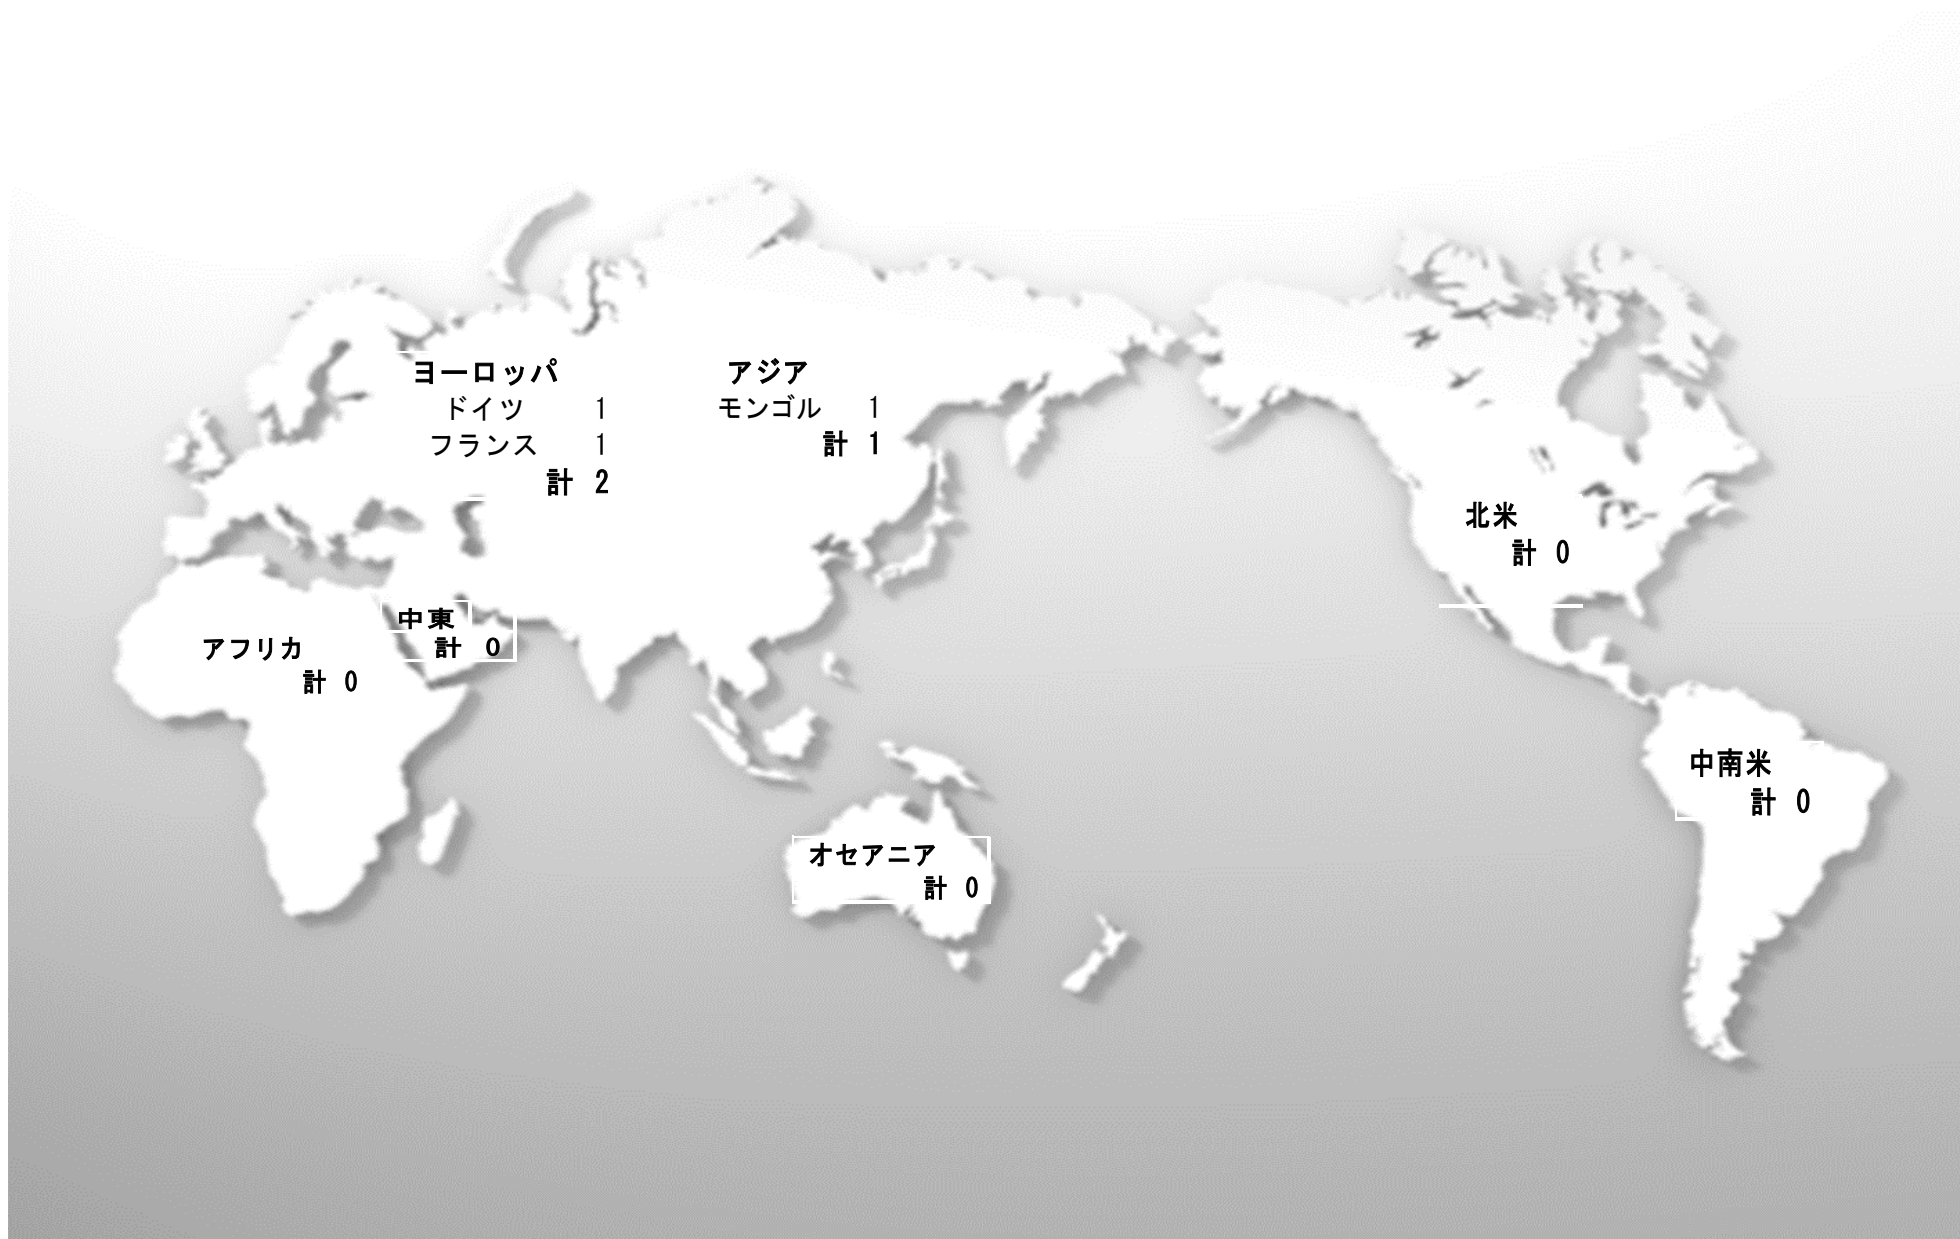 ヨーロッパ
ドイツ 1
フランス 1
計 2
アジア
モンゴル 1
計 1
北米
計 0
中東
計 0
アフリカ
計 0
中南米
計 0
オセアニア
計 0